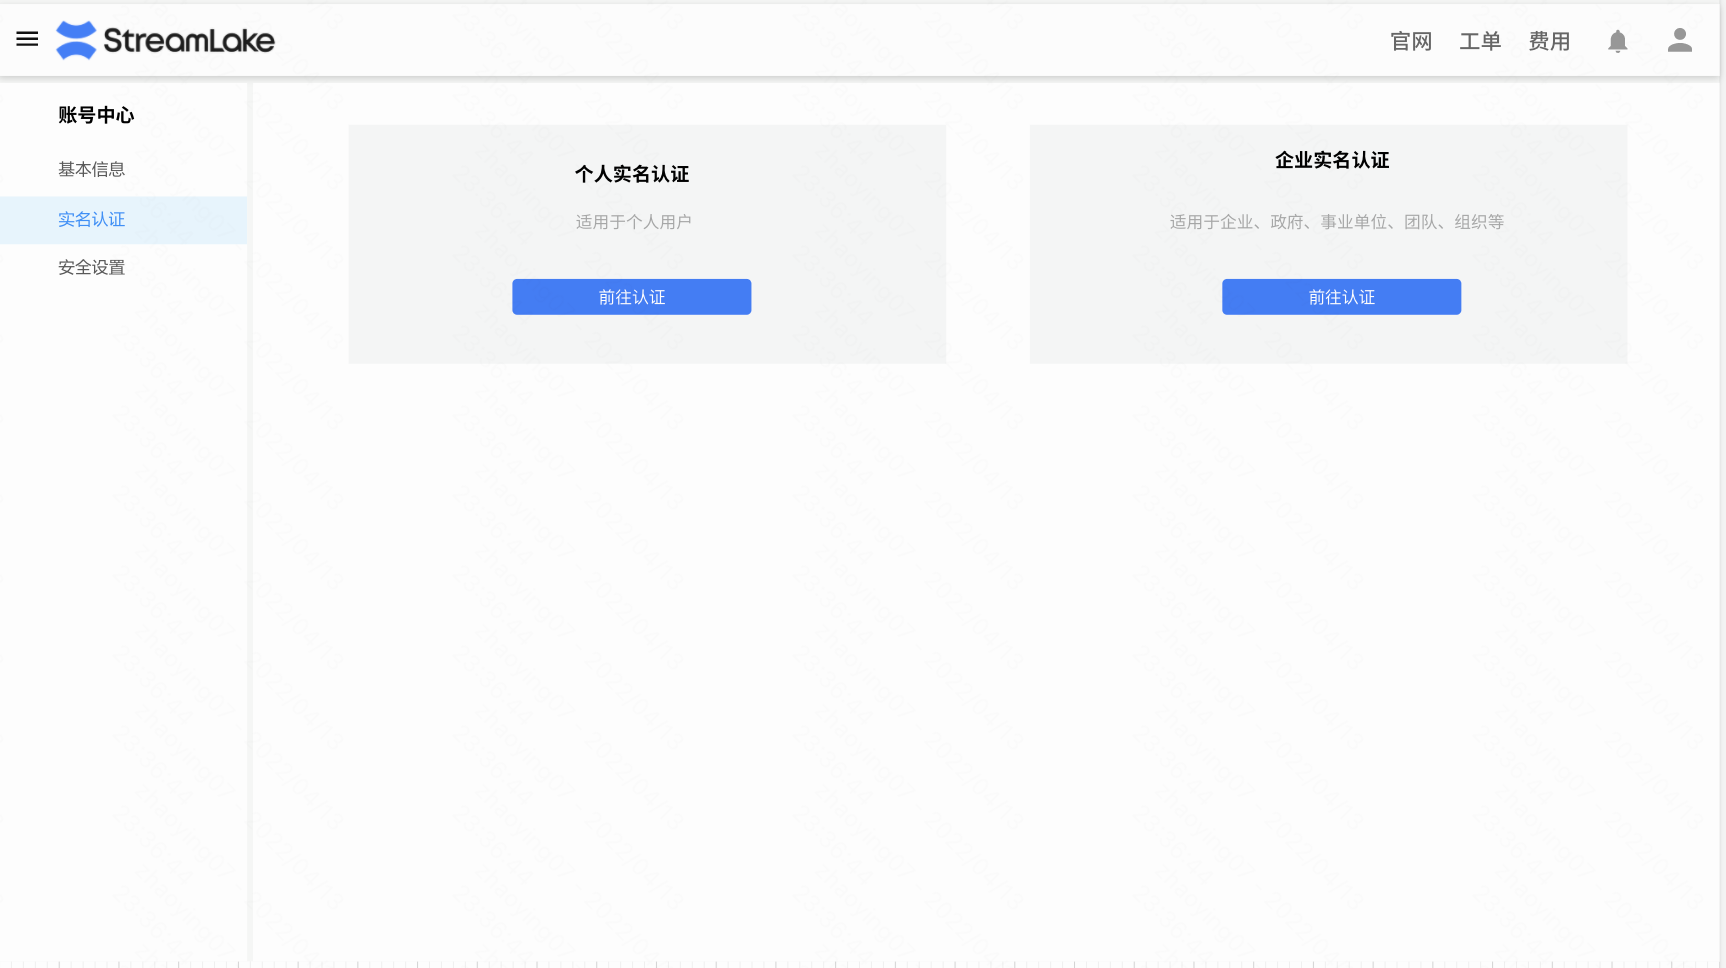 StreamLake
官网 工单 费用
账号中心
基本信息
实名认证
安全设置
个人实名认证
适用于个人用户
前往认证
企业实名认证
适用于企业、政府、事业单位、团队、组织等
前往认证